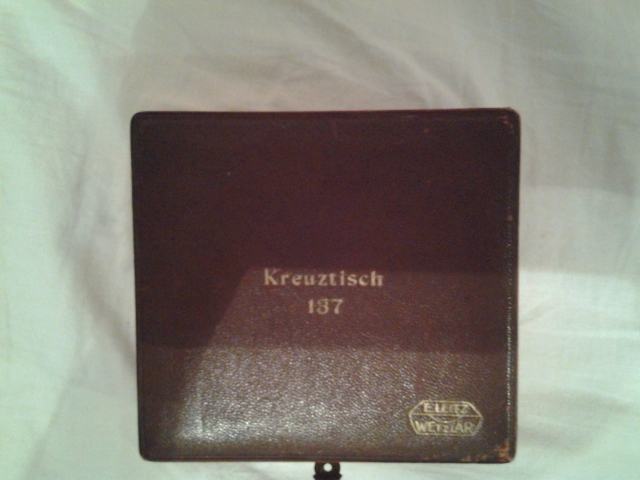 Kreuztisch
137
E. LEITZ
WETZLAR